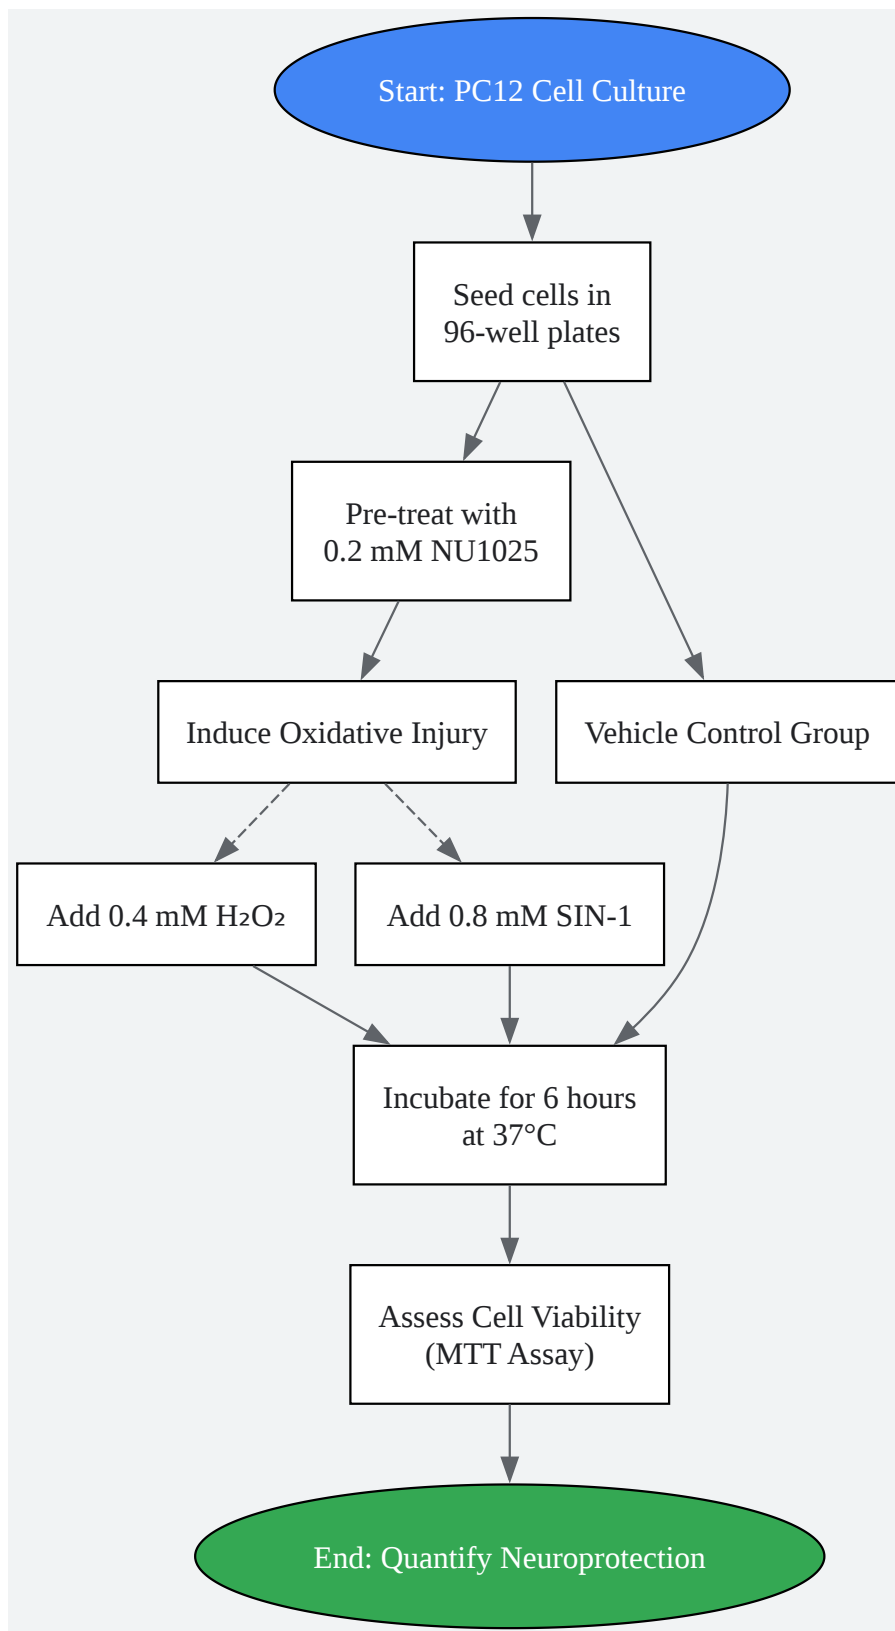 Start: PC12 Cell Culture
Seed cells in
96-well plates
Pre-treat with
0.2 mM NU1025
Induce Oxidative Injury
Vehicle Control Group
Add 0.4 mM H₂O₂
Add 0.8 mM SIN-1
Incubate for 6 hours
at 37°C
Assess Cell Viability
(MTT Assay)
End: Quantify Neuroprotection